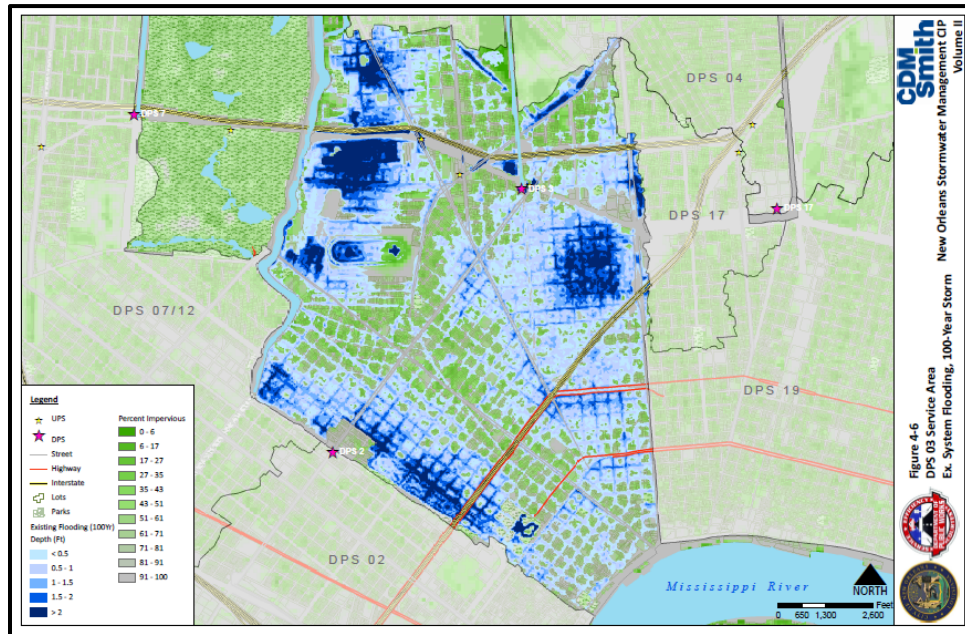 DPS 04
DPS 7
DPS 3
DPS 17
DPS 17
DPS 07/12
DPS 19
DPS 2
DPS 02
Mississippi River
NORTH
Feet
0 650 1,300 2,600
Legend
UPS
DPS
Street
Highway
Interstate
Lots
Parks
Existing Flooding (100Yr)
Depth (Ft)
< 0.5
0.5 - 1
1 - 1.5
1.5 - 2
> 2
Percent Impervious
0 - 6
6 - 17
17 - 27
27 - 35
35 - 43
43 - 51
51 - 61
61 - 71
71 - 81
81 - 91
91 - 100
CDM
Smith
New Orleans Stormwater Management CIP
Volume II
Figure 4-6
DPS 03 Service Area
Ex. System Flooding, 100-Year Storm
DEPARTMENT OF
PUBLIC WORKS